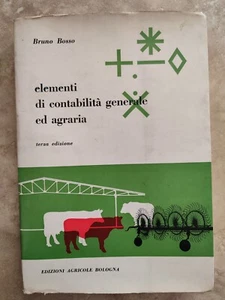 Bruno Bosso
elementi
di contabilità generale
ed agraria
terza edizione
EDIZIONI AGRICOLE BOLOGNA